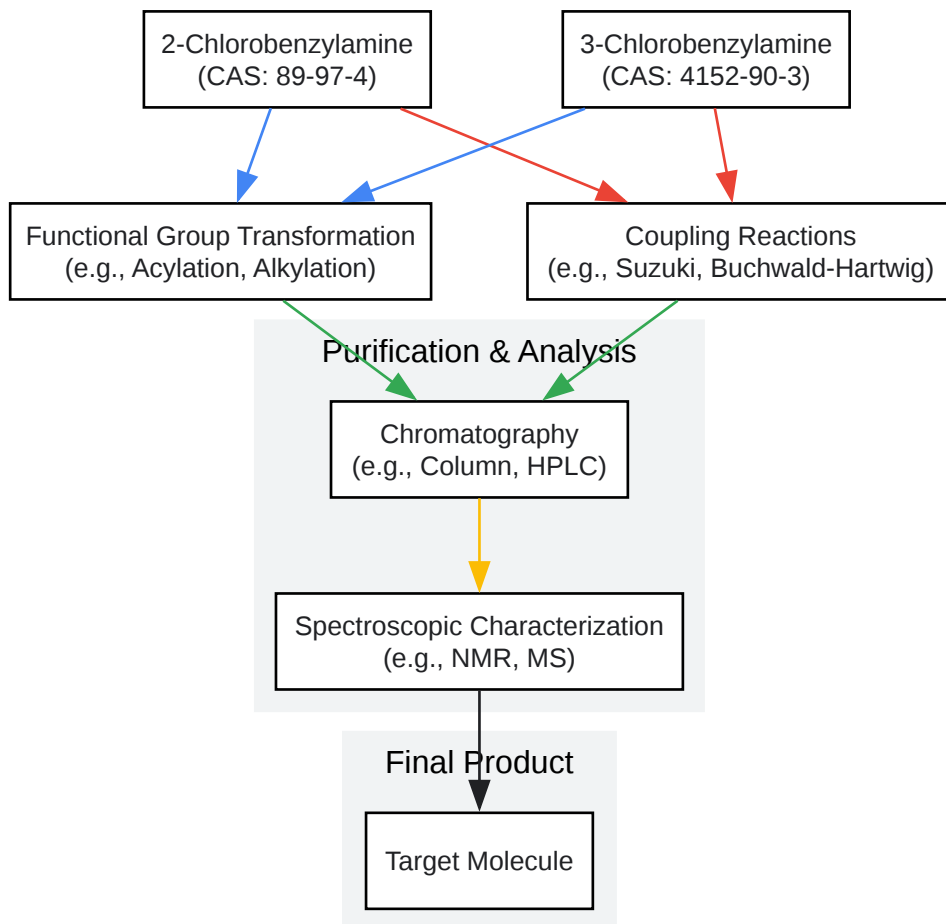 2-Chlorobenzylamine
(CAS: 89-97-4)
3-Chlorobenzylamine
(CAS: 4152-90-3)
Functional Group Transformation
(e.g., Acylation, Alkylation)
Coupling Reactions
(e.g., Suzuki, Buchwald-Hartwig)
Purification & Analysis
Chromatography
(e.g., Column, HPLC)
Spectroscopic Characterization
(e.g., NMR, MS)
Final Product
Target Molecule